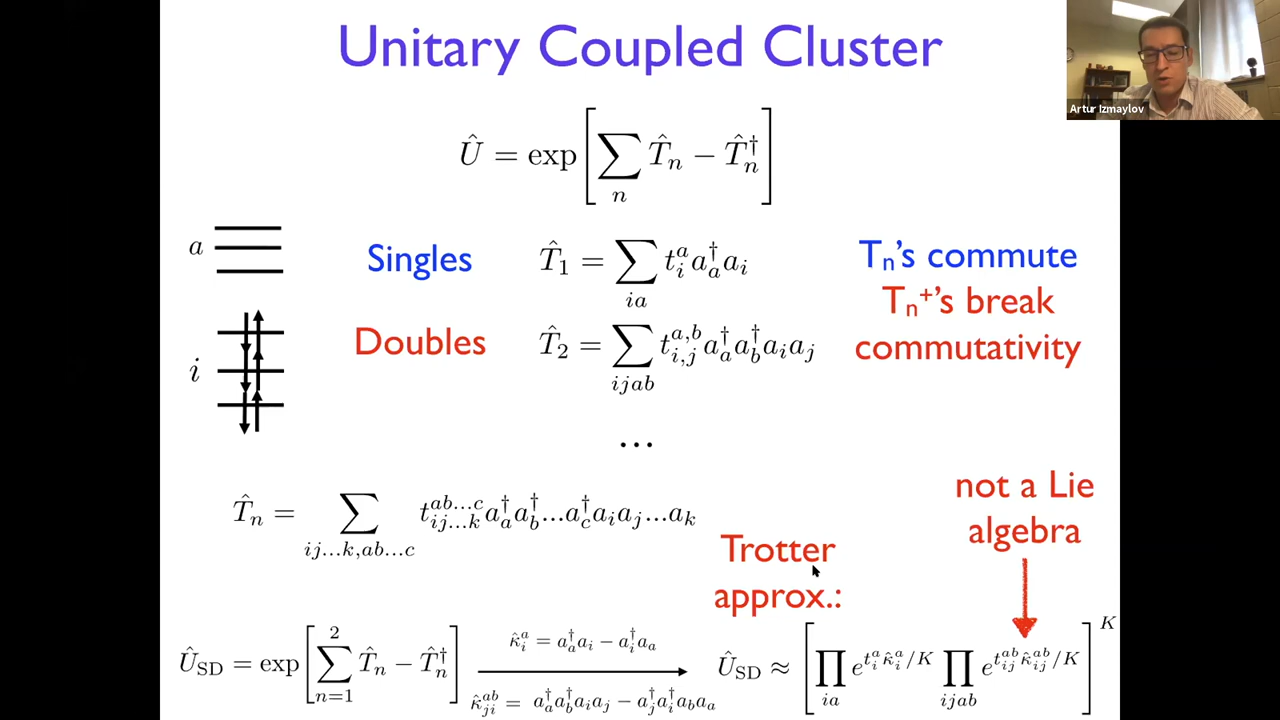 Unitary Coupled Cluster
Artur Izmaylov
Û = exp[∑_n T̂_n − T̂_n^†]
a
Singles
T̂_1 = ∑_{ia} t_i^a a_a^† a_i
Tₙ's commute
Tₙ⁺'s break
commutativity
i
Doubles
T̂_2 = ∑_{ijab} t_{i,j}^{a,b} a_a^† a_b^† a_i a_j
...
T̂_n = ∑_{ij...k,ab...c} t_{ij...k}^{ab...c} a_a^† a_b^† ... a_c^† a_i a_j ... a_k
not a Lie
algebra
Trotter
approx.:
Û_SD = exp[∑_{n=1}^{2} T̂_n − T̂_n^†]
κ̂_i^a = a_a^† a_i − a_i^† a_a
κ̂_{ji}^{ab} = a_a^† a_b^† a_i a_j − a_j^† a_i^† a_b a_a
Û_SD ≈ [∏_{ia} e^{t_i^a κ̂_i^a/K} ∏_{ijab} e^{t_{ij}^{ab} κ̂_{ij}^{ab}/K}]^K